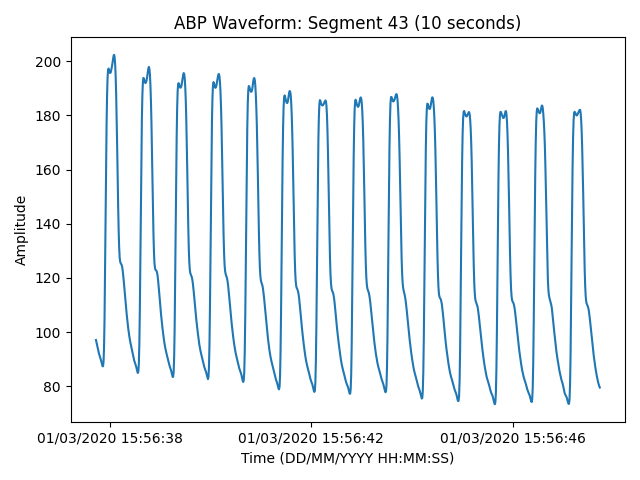 ABP Waveform: Segment 43 (10 seconds)
200
180
160
140
120
100
80
Amplitude
01/03/2020 15:56:38 01/03/2020 15:56:42 01/03/2020 15:56:46
Time (DD/MM/YYYY HH:MM:SS)